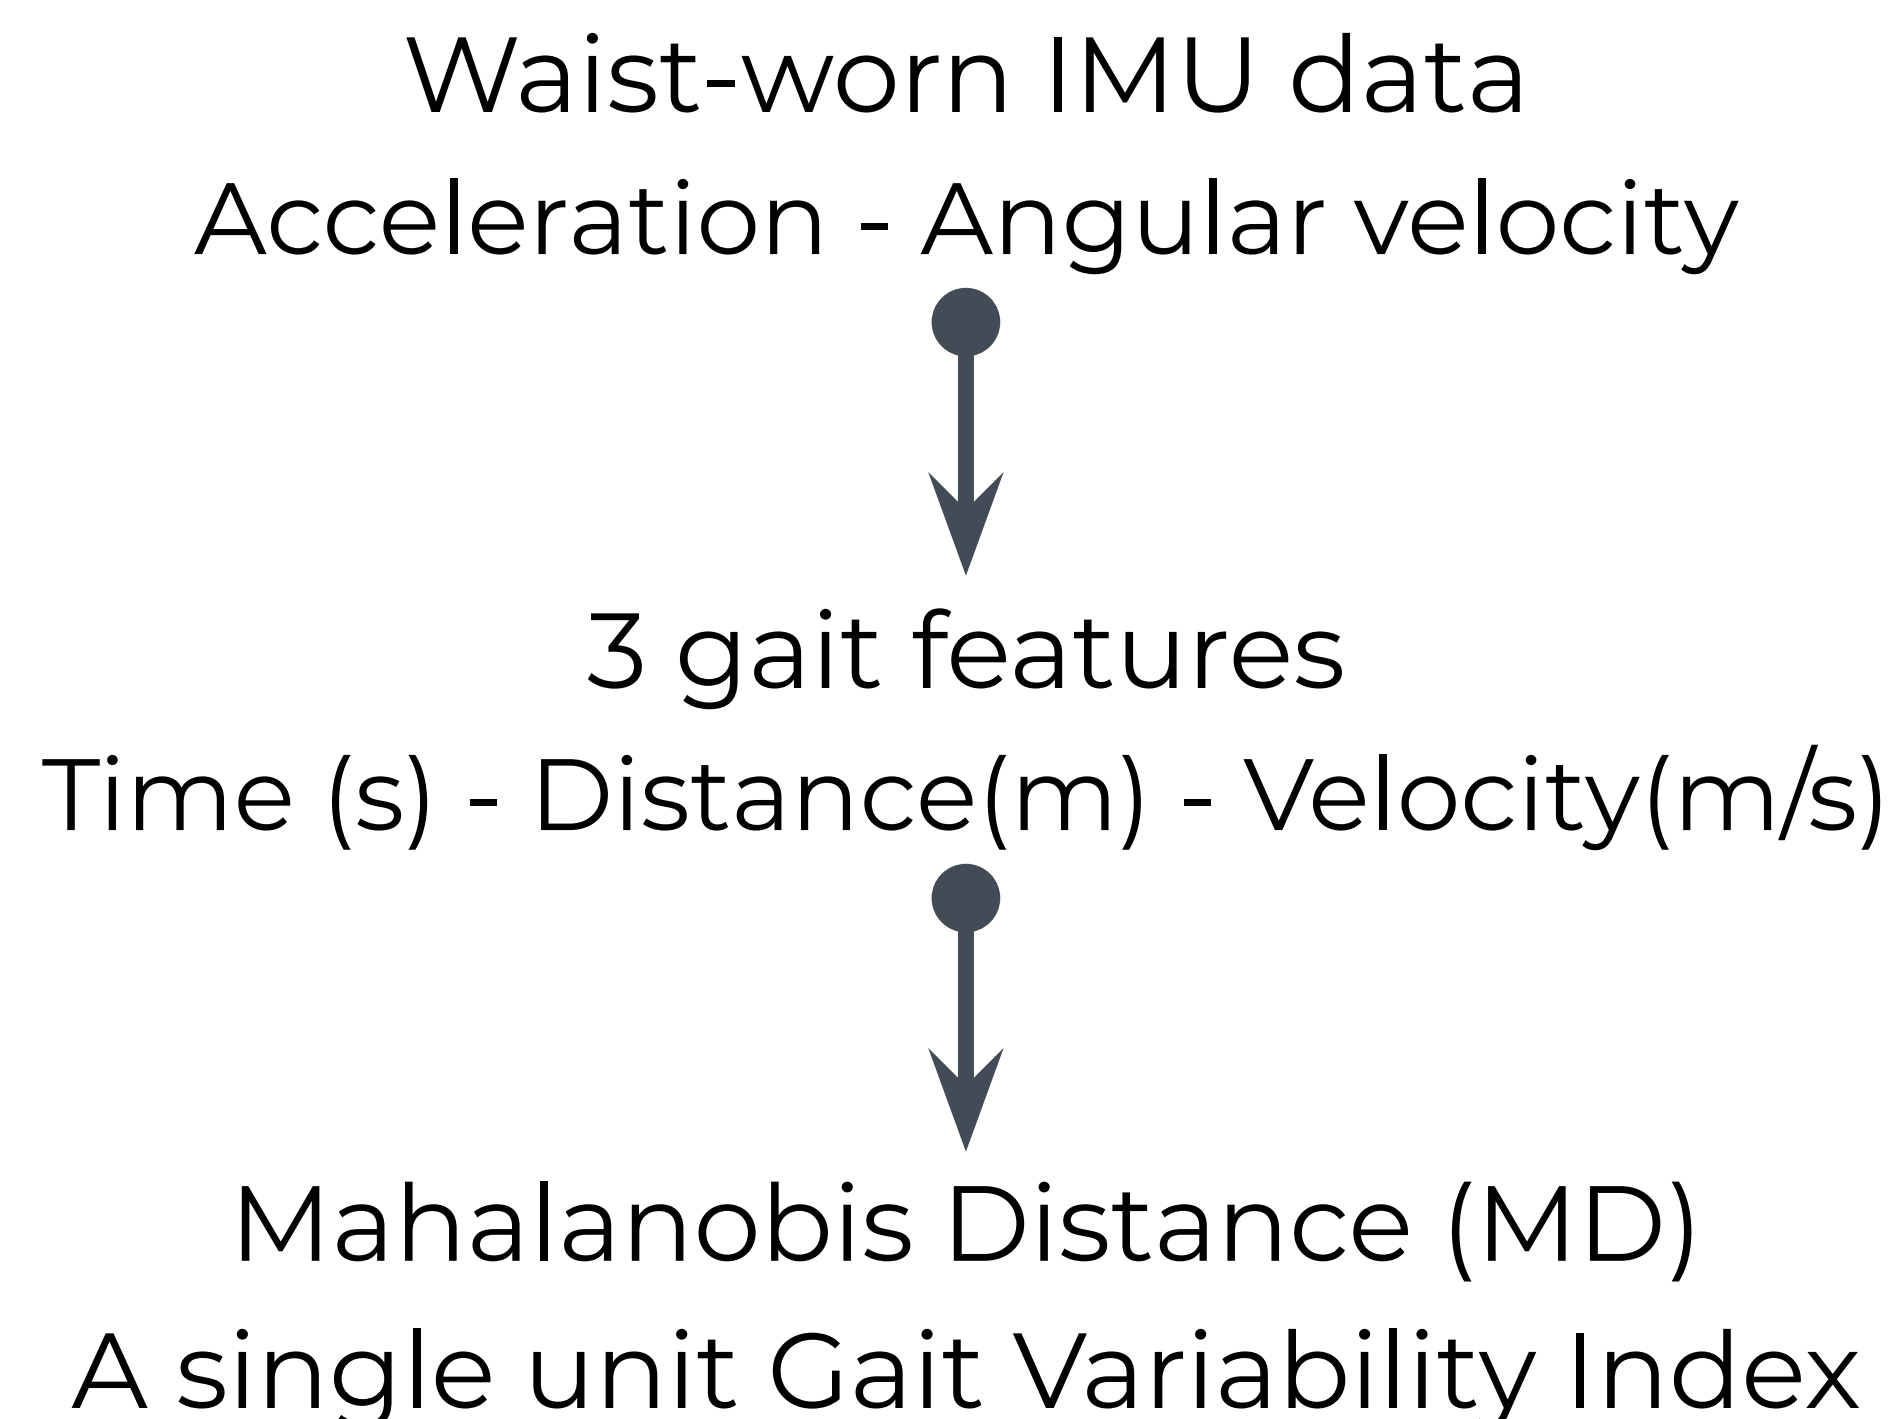 Waist-worn IMU data
Acceleration - Angular velocity
3 gait features
Time (s) - Distance(m) - Velocity(m/s)
Mahalanobis Distance (MD)
A single unit Gait Variability Index